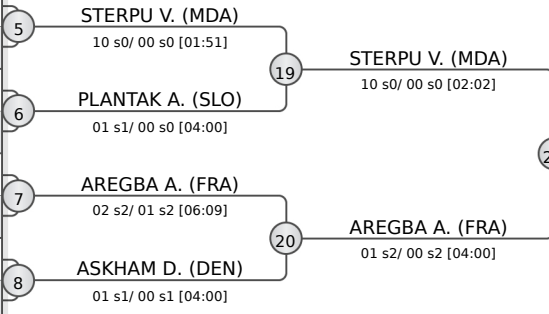 5
STERPU V. (MDA)
10 s0/ 00 s0 [01:51]
19
STERPU V. (MDA)
10 s0/ 00 s0 [02:02]
6
PLANTAK A. (SLO)
01 s1/ 00 s0 [04:00]
7
AREGBA A. (FRA)
02 s2/ 01 s2 [06:09]
20
AREGBA A. (FRA)
01 s2/ 00 s2 [04:00]
8
ASKHAM D. (DEN)
01 s1/ 00 s1 [04:00]